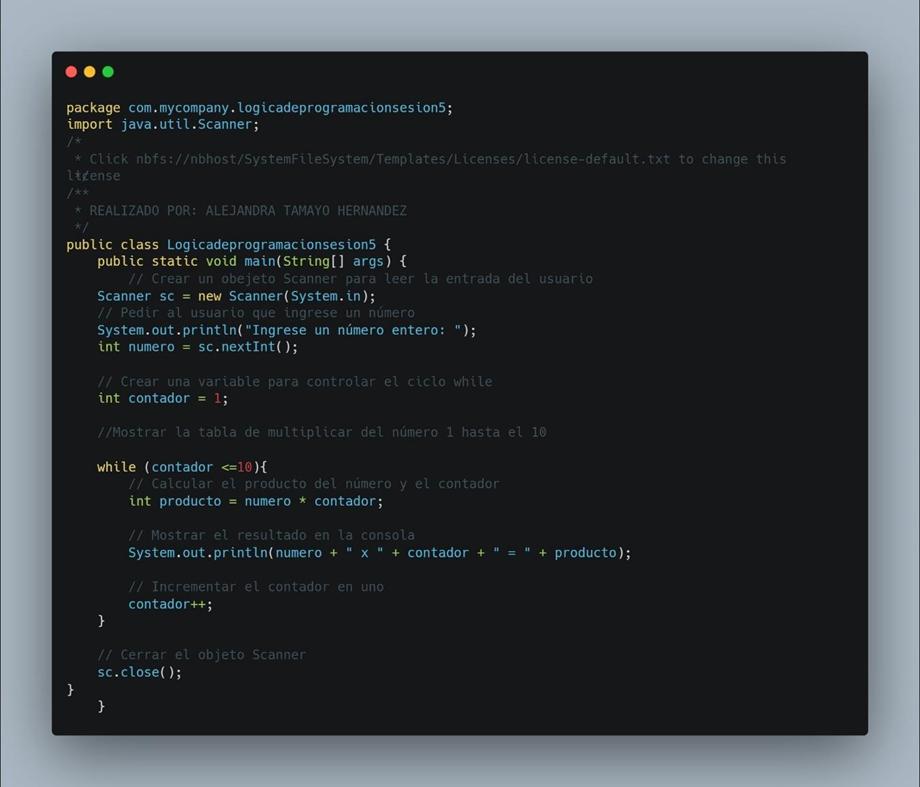 package com.mycompany.logicadeprogramacionsesion5;
import java.util.Scanner;
/*
 * Click nbfs://nbhost/SystemFileSystem/Templates/Licenses/license-default.txt to change this
license
 */
/**
 * REALIZADO POR: ALEJANDRA TAMAYO HERNANDEZ
 */
public class Logicadeprogramacionsesion5 {
    public static void main(String[] args) {
        // Crear un obejeto Scanner para leer la entrada del usuario
    Scanner sc = new Scanner(System.in);
    // Pedir al usuario que ingrese un número
    System.out.println("Ingrese un número entero: ");
    int numero = sc.nextInt();
    // Crear una variable para controlar el ciclo while
    int contador = 1;
    //Mostrar la tabla de multiplicar del número 1 hasta el 10
    while (contador <=10){
        // Calcular el producto del número y el contador
        int producto = numero * contador;
        // Mostrar el resultado en la consola
        System.out.println(numero + " x " + contador + " = " + producto);
        // Incrementar el contador en uno
        contador++;
    }
    // Cerrar el objeto Scanner
    sc.close();
}
    }